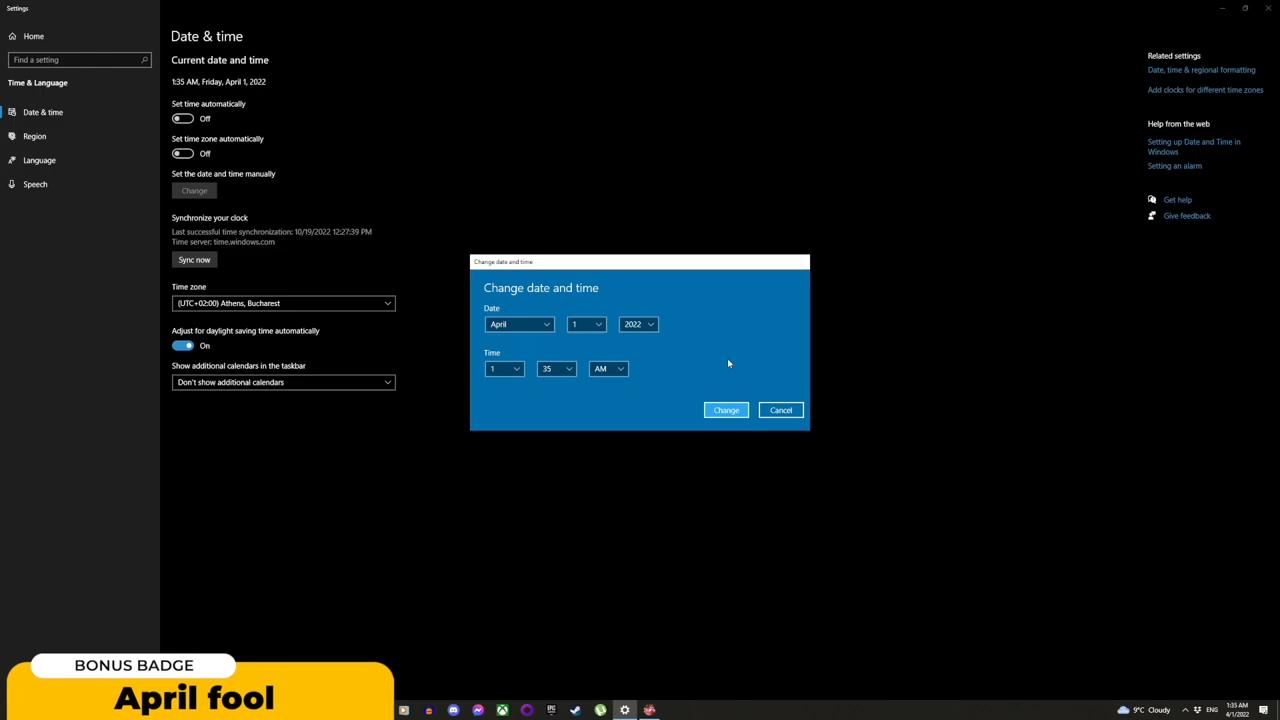 Settings
Home
Find a setting
Time & Language
Date & time
Region
Language
Speech
Date & time
Current date and time
1:35 AM, Friday, April 1, 2022
Set time automatically
Off
Set time zone automatically
Off
Set the date and time manually
Change
Synchronize your clock
Last successful time synchronization: 10/19/2022 12:27:39 PM
Time server: time.windows.com
Sync now
Time zone
(UTC+02:00) Athens, Bucharest
Adjust for daylight saving time automatically
On
Show additional calendars in the taskbar
Don't show additional calendars
Change date and time
Change date and time
Date
April 1 2022
Time
1 35 AM
Change Cancel
Related settings
Date, time & regional formatting
Add clocks for different time zones
Help from the web
Setting up Date and Time in
Windows
Setting an alarm
Get help
Give feedback
BONUS BADGE
April fool
EPIC
9°C Cloudy
ENG
1:35 AM
4/1/2022